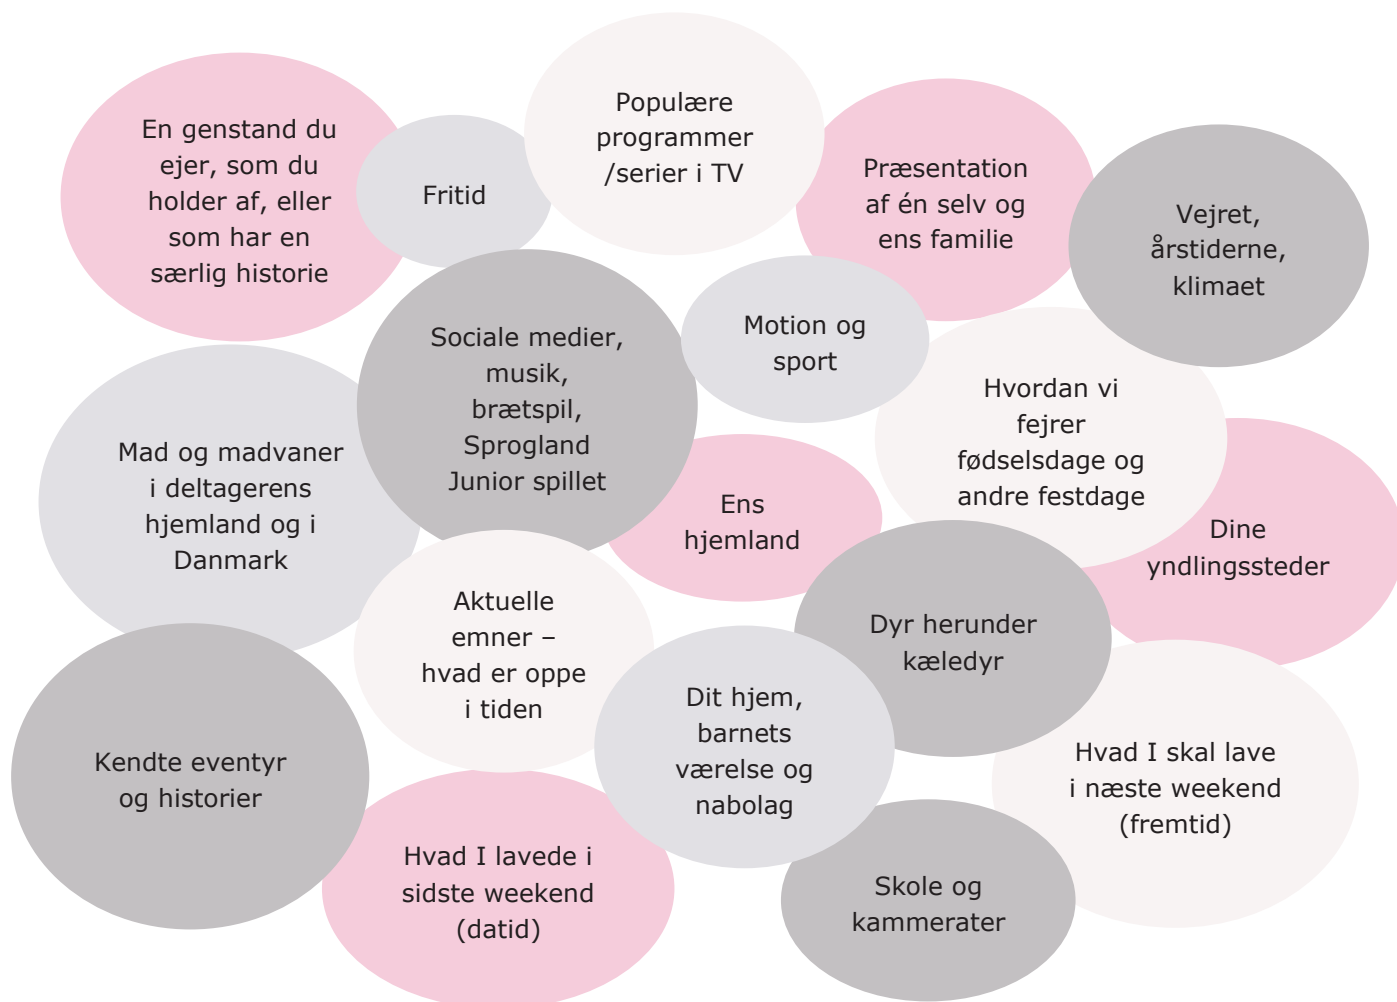 En genstand du
ejer, som du
holder af, eller
som har en
særlig historie
Fritid
Populære
programmer
/serier i TV
Præsentation
af én selv og
ens familie
Vejret,
årstiderne,
klimaet
Sociale medier,
musik,
brætspil,
Sprogland
Junior spillet
Motion og
sport
Hvordan vi
fejrer
fødselsdage og
andre festdage
Mad og madvaner
i deltagerens
hjemland og i
Danmark
Ens
hjemland
Dine
yndlingssteder
Aktuelle
emner –
hvad er oppe
i tiden
Dyr herunder
kæledyr
Dit hjem,
barnets
værelse og
nabolag
Kendte eventyr
og historier
Hvad I skal lave
i næste weekend
(fremtid)
Hvad I lavede i
sidste weekend
(datid)
Skole og
kammerater